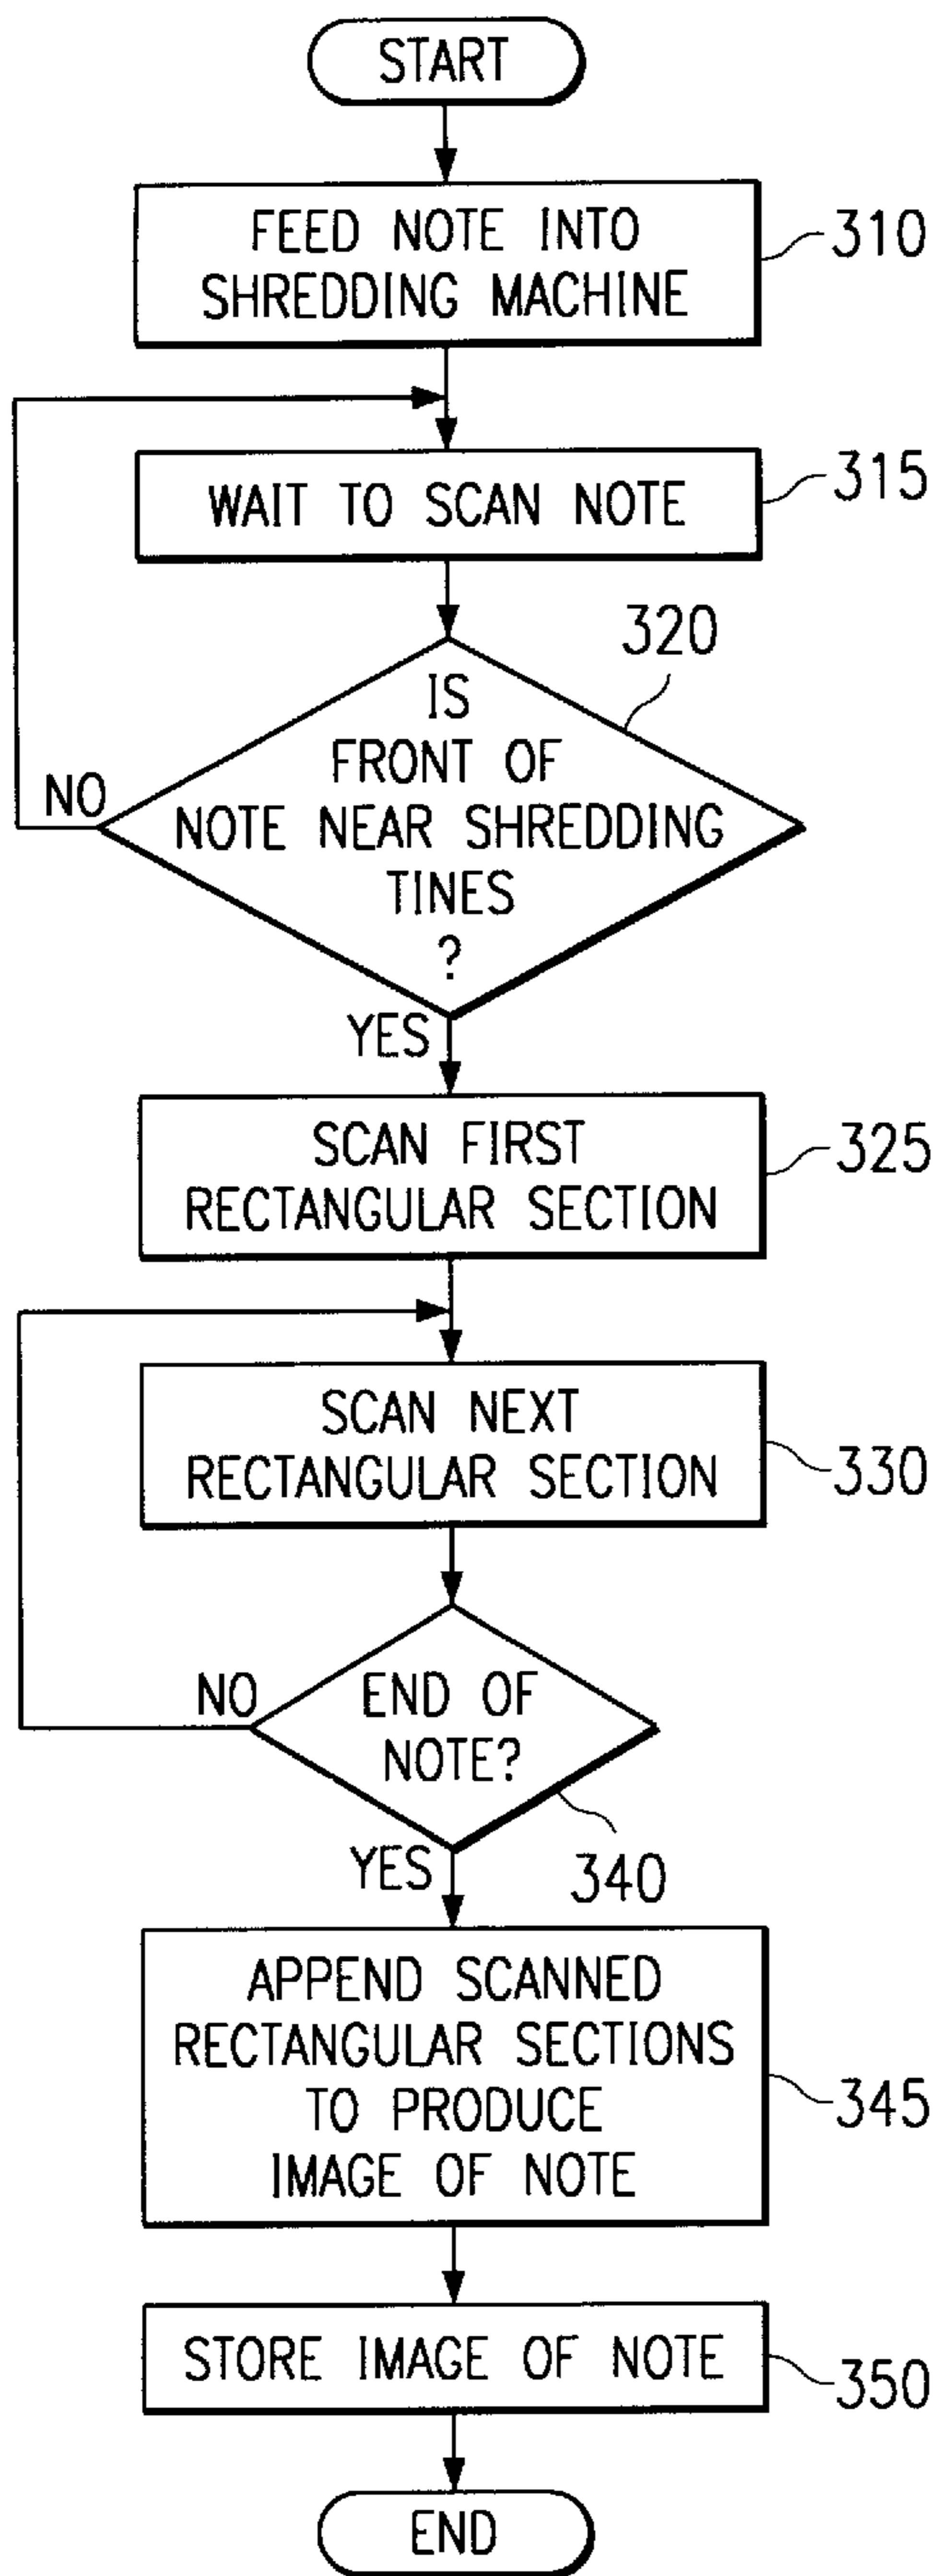 START
FEED NOTE INTO
SHREDDING MACHINE
310
WAIT TO SCAN NOTE
315
320
IS
FRONT OF
NOTE NEAR SHREDDING
TINES
?
NO
YES
SCAN FIRST
RECTANGULAR SECTION
325
SCAN NEXT
RECTANGULAR SECTION
330
END OF
NOTE?
NO
YES
340
APPEND SCANNED
RECTANGULAR SECTIONS
TO PRODUCE
IMAGE OF NOTE
345
STORE IMAGE OF NOTE
350
END